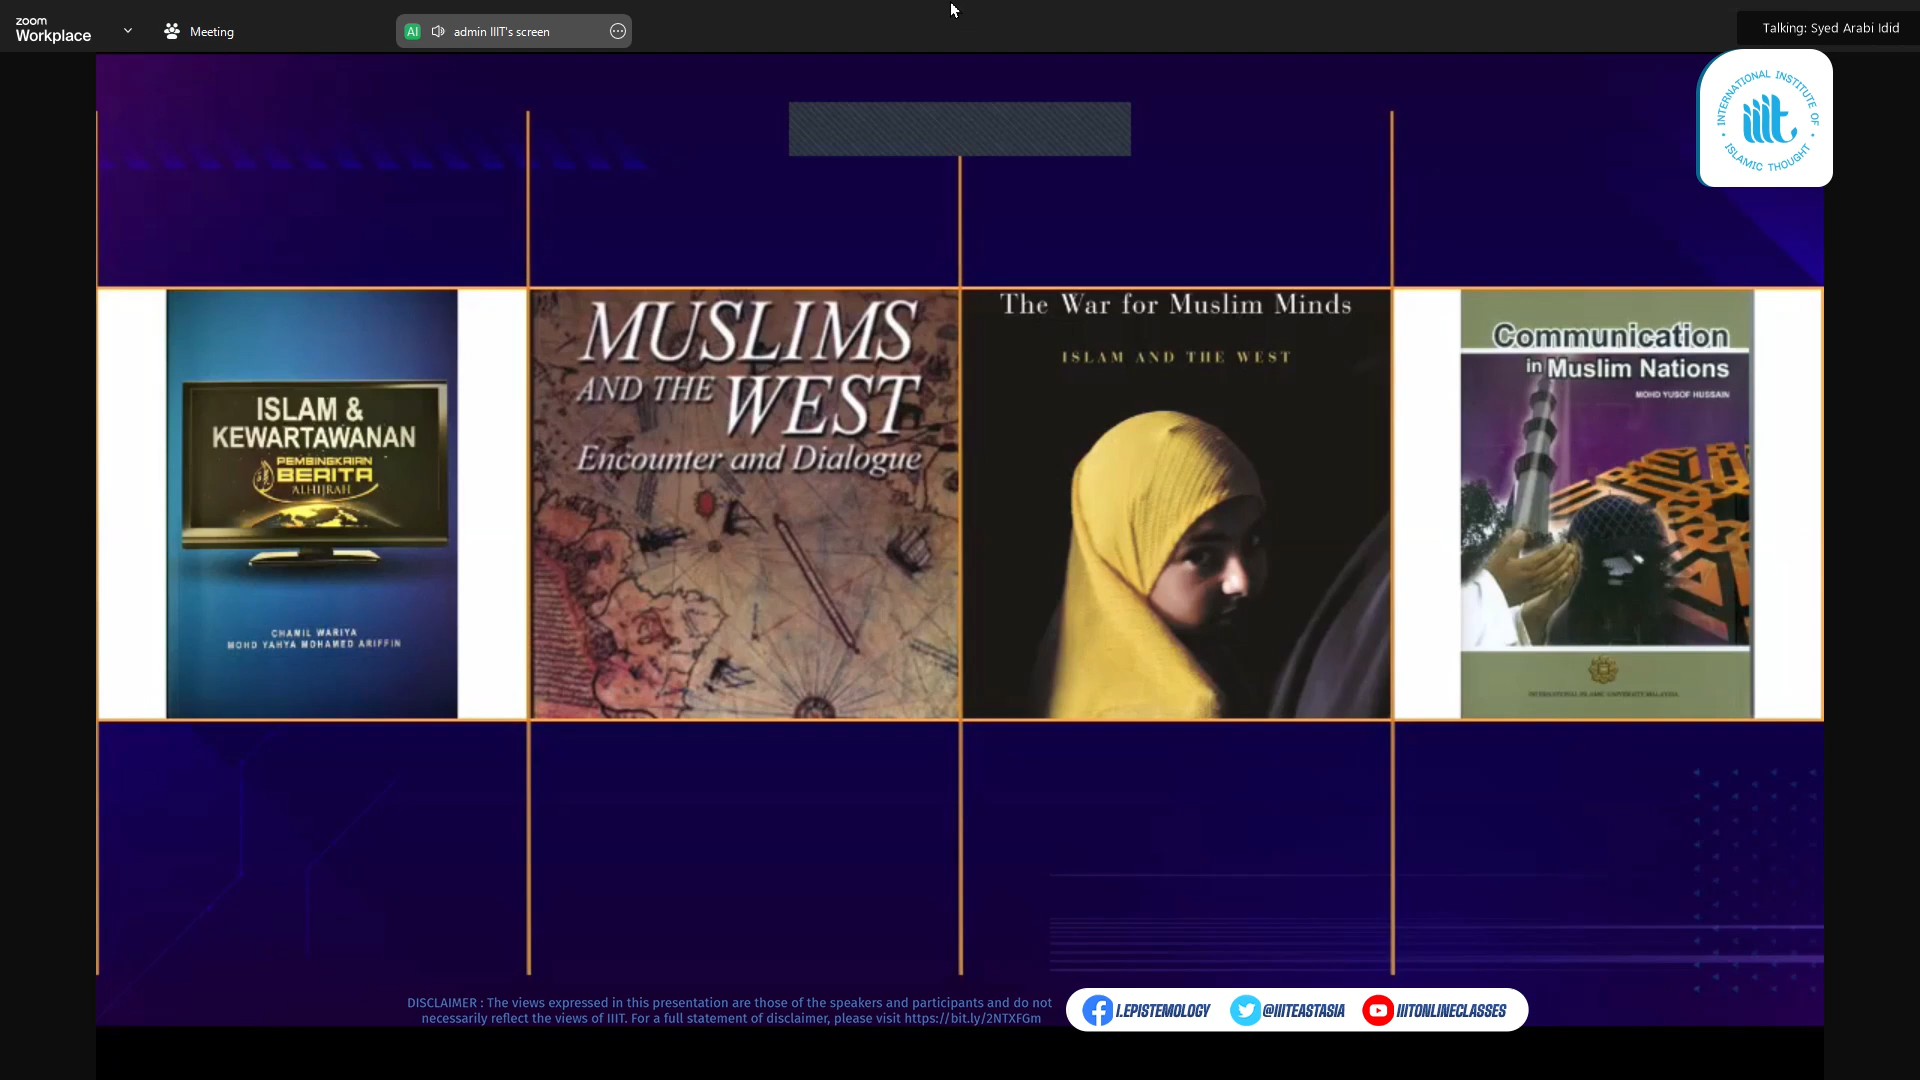 zoom
Workplace
Meeting
AI
admin IIIT's screen
Talking: Syed Arabi Idid
INTERNATIONAL INSTITUTE OF
iiit
ISLAMIC THOUGHT
ISLAM &
KEWARTAWANAN
PEMBINGKAIAN
BERITA
ALHIJRAH
CHAMIL WARIYA
MOHD YAHYA MOHAMED ARIFFIN
MUSLIMS
AND THE WEST
Encounter and Dialogue
The War for Muslim Minds
ISLAM AND THE WEST
Communication
in Muslim Nations
MOHD YUSOF HUSSAIN
INTERNATIONAL ISLAMIC UNIVERSITY MALAYSIA
DISCLAIMER : The views expressed in this presentation are those of the speakers and participants and do not
necessarily reflect the views of IIIT. For a full statement of disclaimer, please visit https://bit.ly/2NTXFGm
I.EPISTEMOLOGY
@IIITEASTASIA
IIITONLINECLASSES